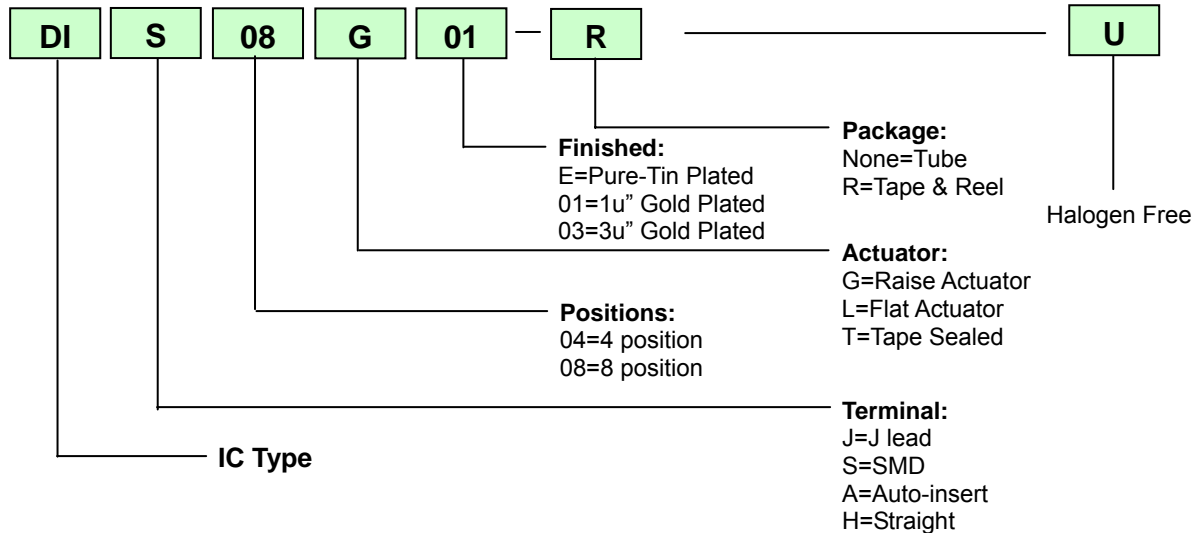 DI S 08 G 01 R U
Package:
None=Tube
R=Tape & Reel
Finished:
E=Pure-Tin Plated
01=1u” Gold Plated
03=3u” Gold Plated
Halogen Free
Actuator:
G=Raise Actuator
L=Flat Actuator
T=Tape Sealed
Positions:
04=4 position
08=8 position
Terminal:
J=J lead
S=SMD
A=Auto-insert
H=Straight
IC Type